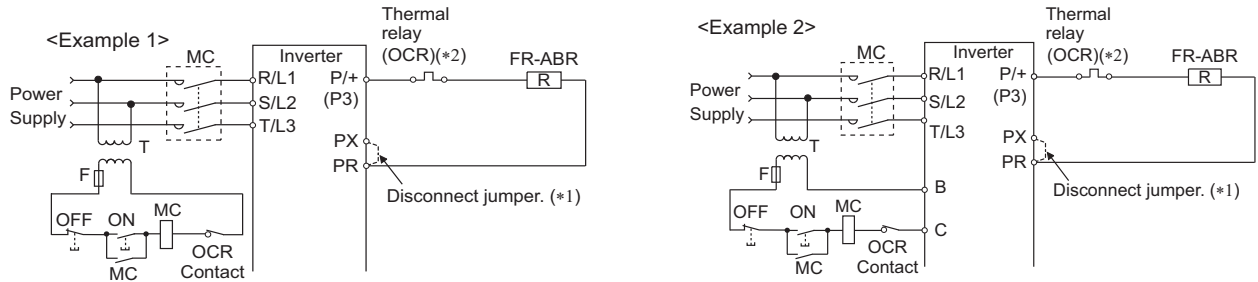 <Example 1>
MC
Inverter
Thermal
relay
(OCR)(*2)
FR-ABR
R
Power
Supply
R/L1
S/L2
T/L3
P/+
(P3)
PX
PR
T
F
Disconnect jumper. (*1)
OFF
ON
MC
MC
OCR
Contact
<Example 2>
MC
Inverter
Thermal
relay
(OCR)(*2)
FR-ABR
R
Power
Supply
R/L1
S/L2
T/L3
P/+
(P3)
PX
PR
T
F
Disconnect jumper. (*1)
B
C
OFF
ON
MC
MC
OCR
Contact